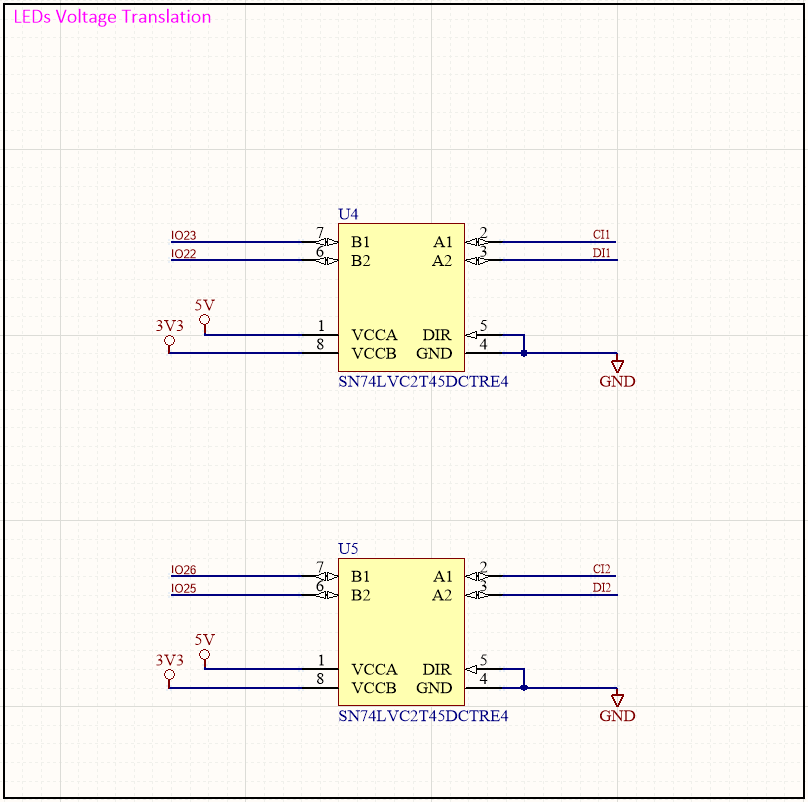 LEDs Voltage Translation
U4
IO23 7 B1 A1 2 CI1
IO22 6 B2 A2 3 DI1
5V 1 VCCA DIR 5
3V3 8 VCCB GND 4
SN74LVC2T45DCTRE4 GND
U5
IO26 7 B1 A1 2 CI2
IO25 6 B2 A2 3 DI2
5V 1 VCCA DIR 5
3V3 8 VCCB GND 4
SN74LVC2T45DCTRE4 GND